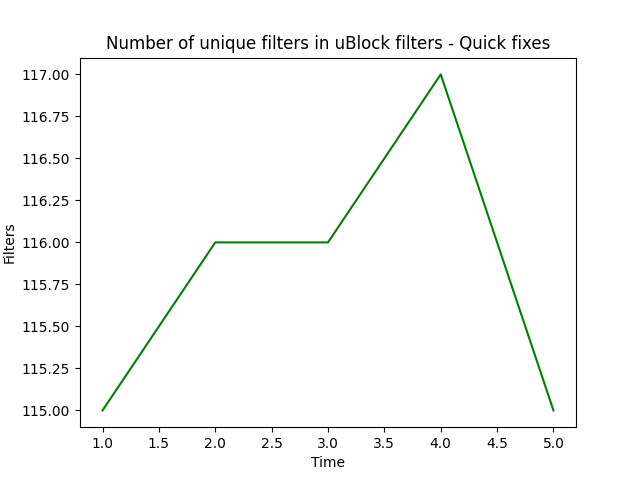 Number of unique filters in uBlock filters - Quick fixes
117.00
116.75
116.50
116.25
116.00
115.75
115.50
115.25
115.00
Filters
1.0 1.5 2.0 2.5 3.0 3.5 4.0 4.5 5.0
Time